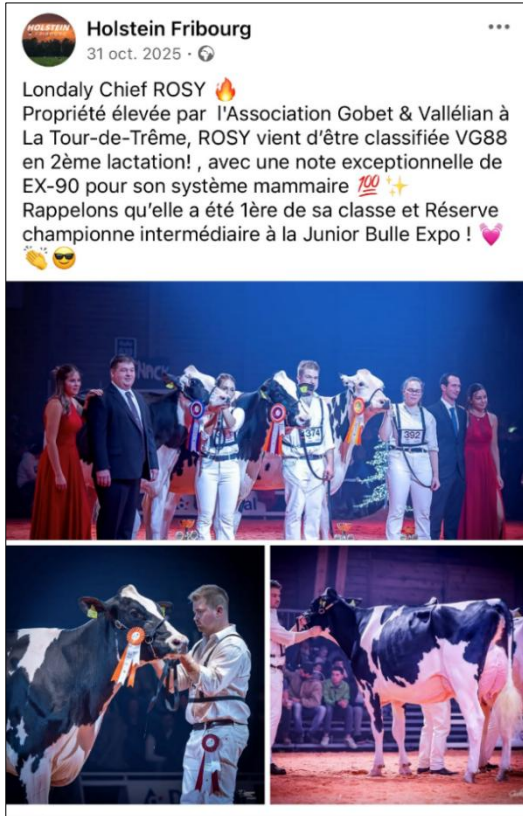 HOLSTEIN
FRIBOURG
Holstein Fribourg
31 oct. 2025 ·
Londaly Chief ROSY 🔥
Propriété élevée par l'Association Gobet & Vallélian à
La Tour-de-Trême, ROSY vient d'être classifiée VG88
en 2ème lactation! , avec une note exceptionnelle de
EX-90 pour son système mammaire 💯 ✨
Rappelons qu'elle a été 1ère de sa classe et Réserve
championne intermédiaire à la Junior Bulle Expo ! 💓
👏 😎
374
392